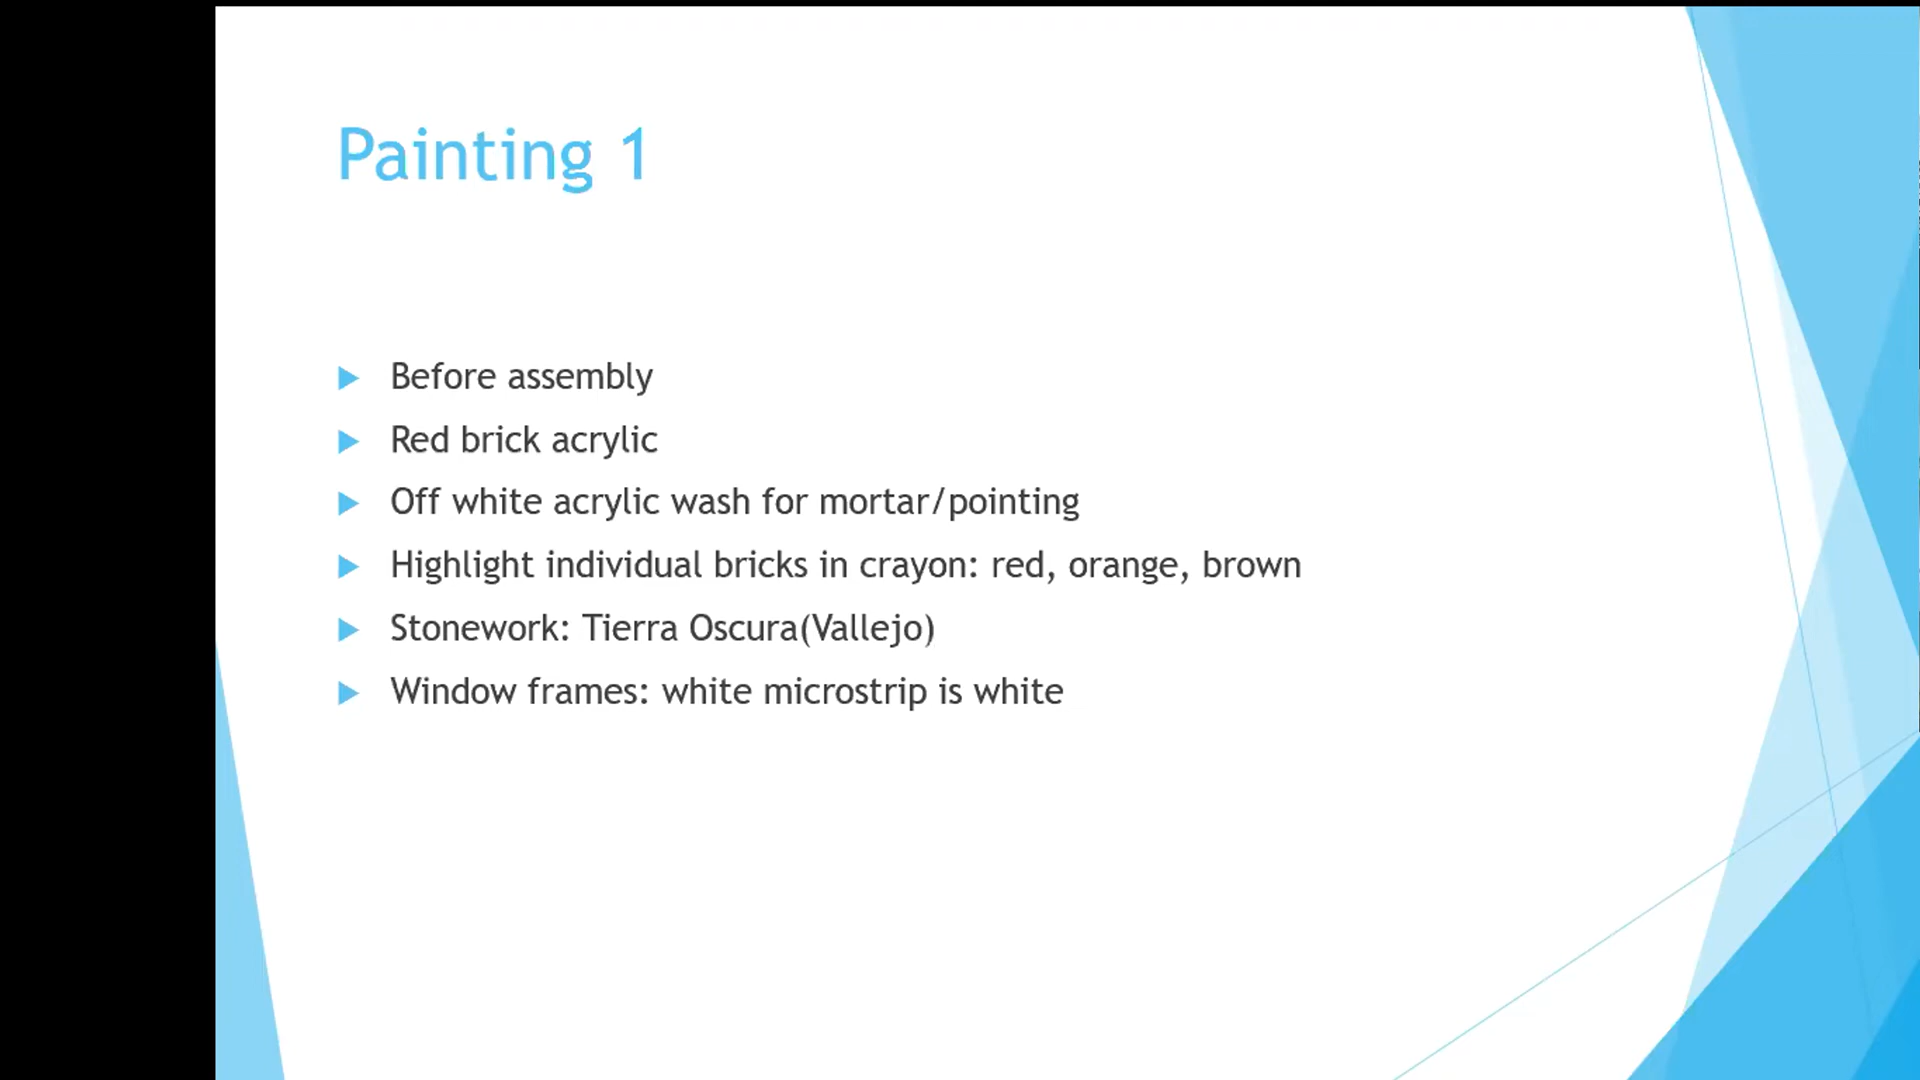 Painting 1
Before assembly
Red brick acrylic
Off white acrylic wash for mortar/pointing
Highlight individual bricks in crayon: red, orange, brown
Stonework: Tierra Oscura(Vallejo)
Window frames: white microstrip is white